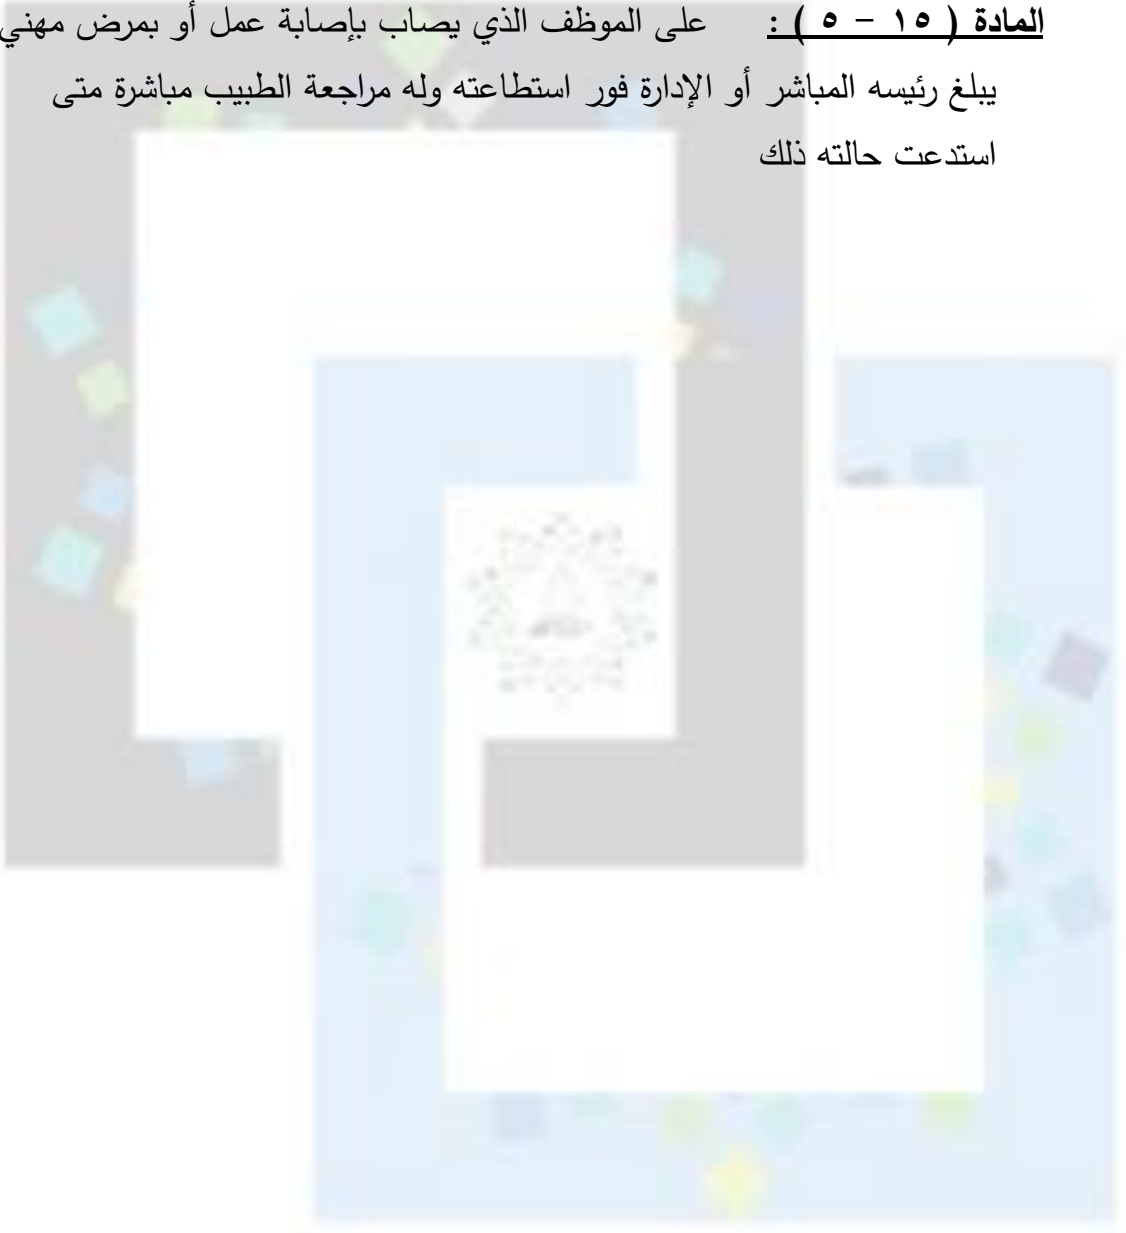 المادة ( ١٥ – ٥ ) : على الموظف الذي يصاب بإصابة عمل أو بمرض مهني
يبلغ رئيسه المباشر أو الإدارة فور استطاعته وله مراجعة الطبيب مباشرة متى
استدعت حالته ذلك